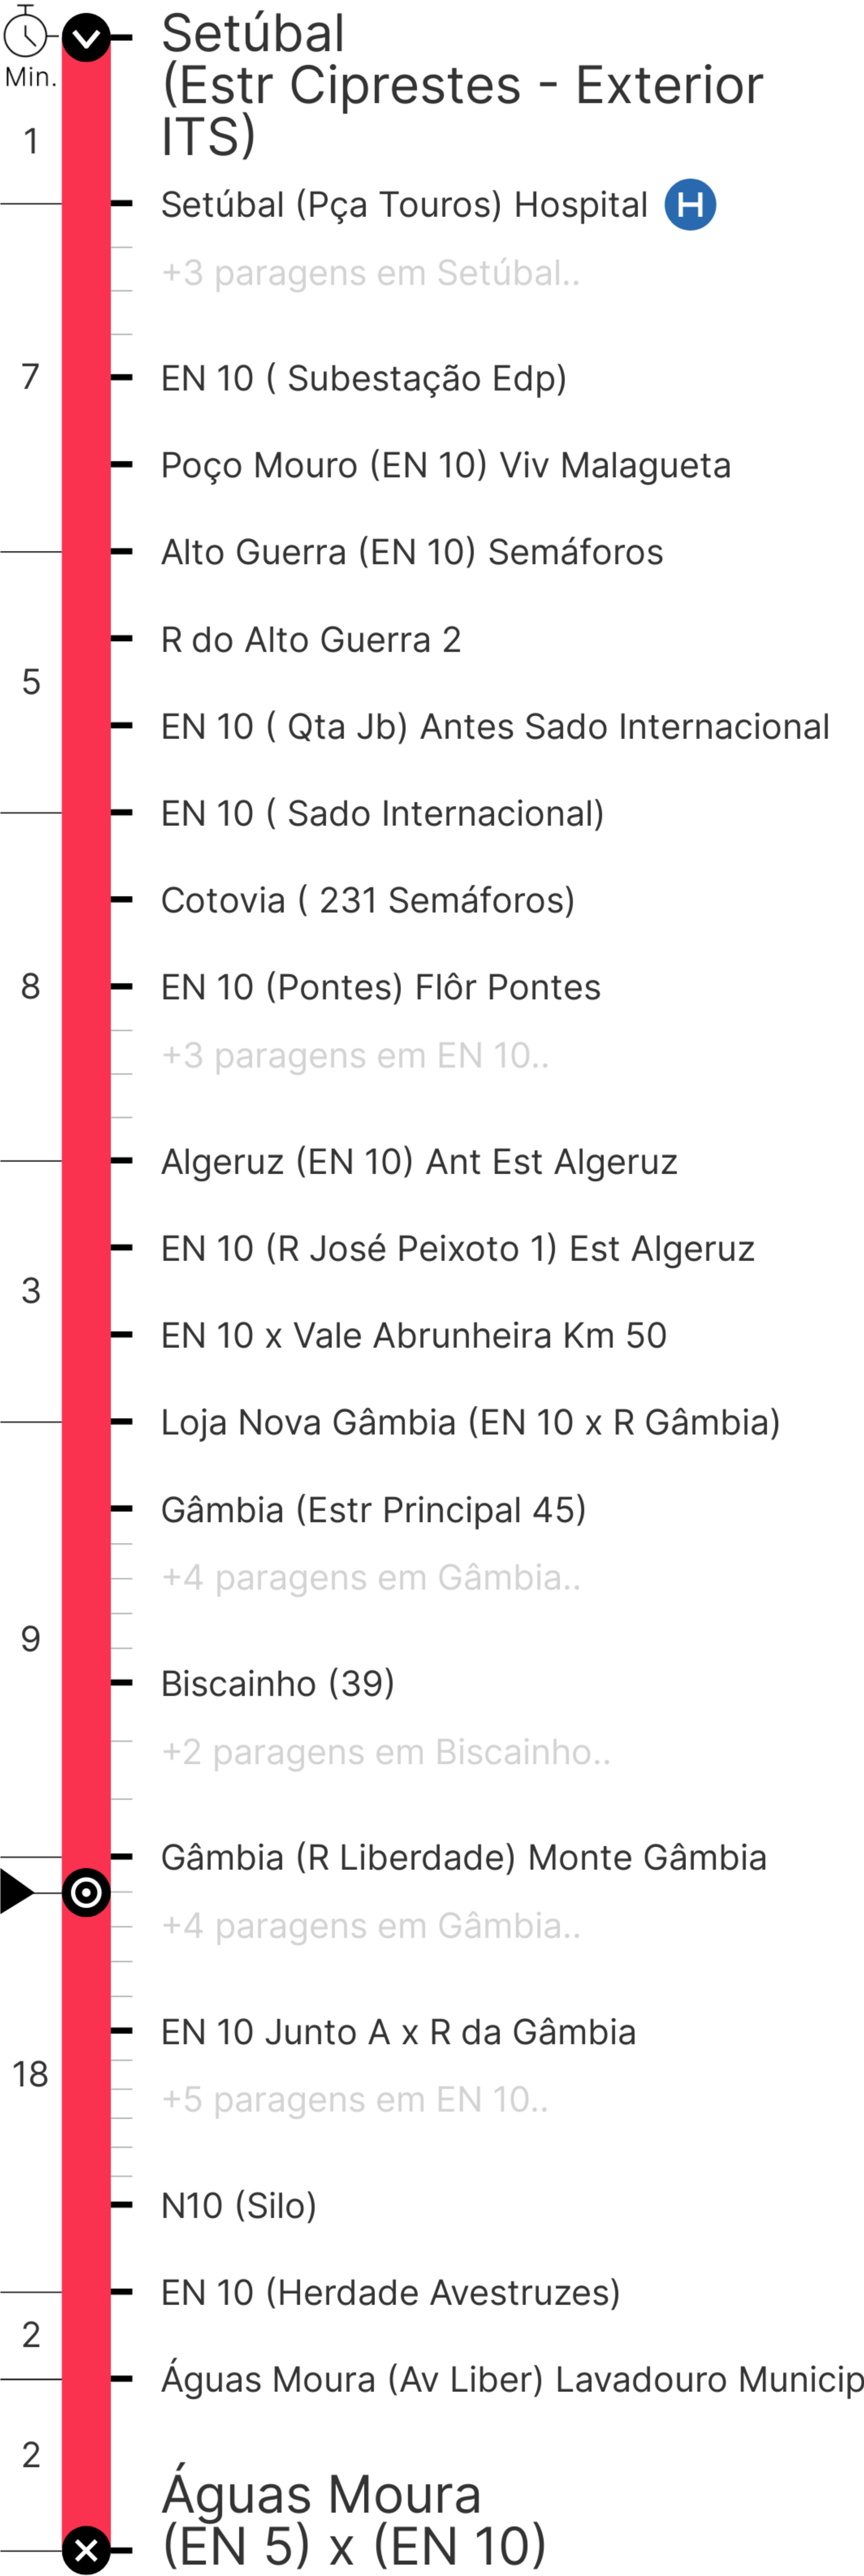 Setúbal
(Estr Ciprestes - Exterior
ITS)
Min.
1
Setúbal (Pça Touros) Hospital H
+3 paragens em Setúbal..
7
EN 10 ( Subestação Edp)
Poço Mouro (EN 10) Viv Malagueta
Alto Guerra (EN 10) Semáforos
R do Alto Guerra 2
5
EN 10 ( Qta Jb) Antes Sado Internacional
EN 10 ( Sado Internacional)
Cotovia ( 231 Semáforos)
8
EN 10 (Pontes) Flôr Pontes
+3 paragens em EN 10..
Algeruz (EN 10) Ant Est Algeruz
EN 10 (R José Peixoto 1) Est Algeruz
3
EN 10 x Vale Abrunheira Km 50
Loja Nova Gâmbia (EN 10 x R Gâmbia)
Gâmbia (Estr Principal 45)
+4 paragens em Gâmbia..
9
Biscainho (39)
+2 paragens em Biscainho..
Gâmbia (R Liberdade) Monte Gâmbia
+4 paragens em Gâmbia..
EN 10 Junto A x R da Gâmbia
18
+5 paragens em EN 10..
N10 (Silo)
EN 10 (Herdade Avestruzes)
2
Águas Moura (Av Liber) Lavadouro Municip
2
Águas Moura
(EN 5) x (EN 10)